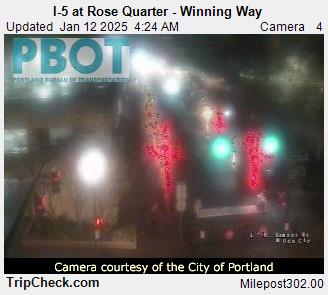 I-5 at Rose Quarter - Winning Way
Updated Jan 12 2025 4:24 AM Camera 4
PBOT
PORTLAND BUREAU OF TRANSPORTATION
Camera courtesy of the City of Portland
TripCheck.com Milepost302.00